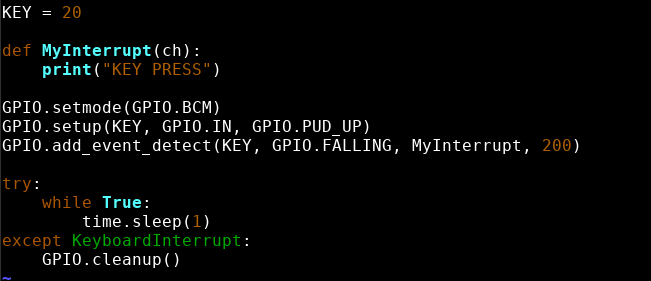 KEY = 20

def MyInterrupt(ch):
    print("KEY PRESS")

GPIO.setmode(GPIO.BCM)
GPIO.setup(KEY, GPIO.IN, GPIO.PUD_UP)
GPIO.add_event_detect(KEY, GPIO.FALLING, MyInterrupt, 200)

try:
    while True:
        time.sleep(1)
except KeyboardInterrupt:
    GPIO.cleanup()
~